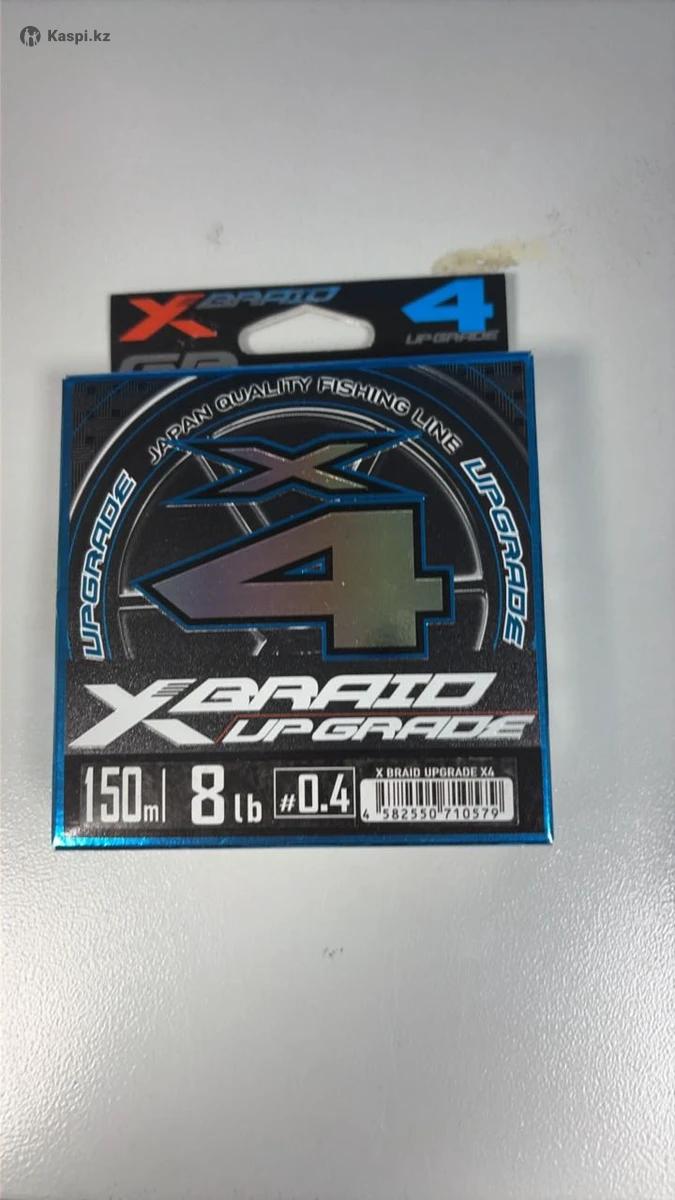 Kaspi.kz
X BRAID
4
UPGRADE
JAPAN QUALITY FISHING LINE
UPGRADE
UPGRADE
X
4
X BRAID
UPGRADE
150m
8lb
#0.4
X BRAID UPGRADE X4
4 582550 710579